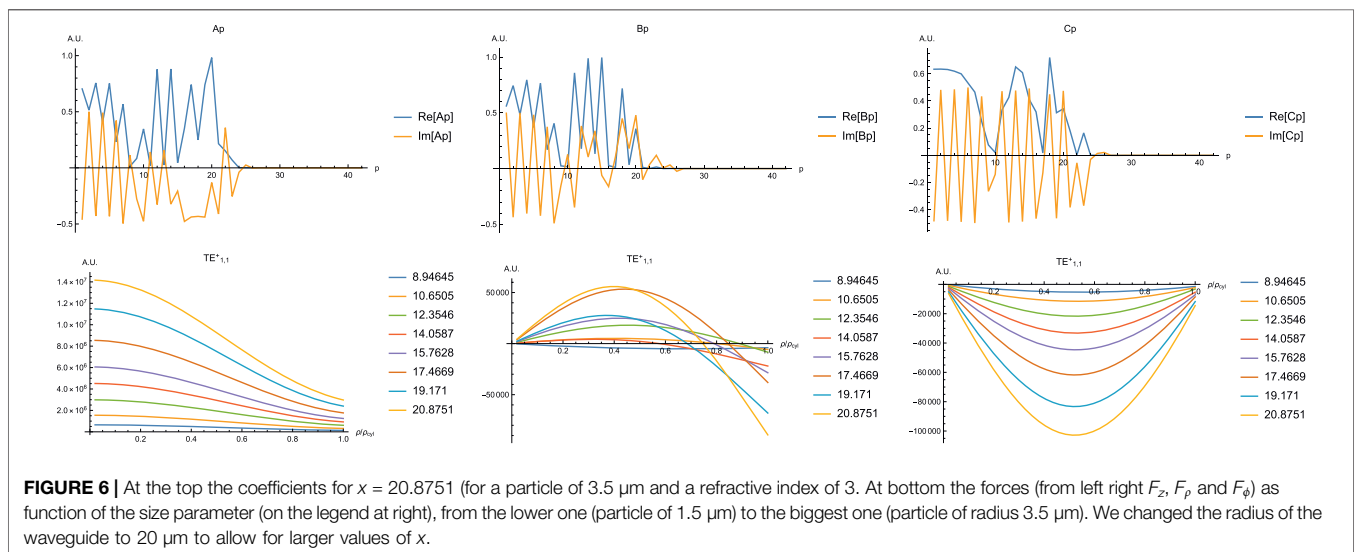 Ap
A.U.
1.0
0.5
-0.5
10
20
30
40
p
Re[Ap]
Im[Ap]
Bp
A.U.
1.0
0.5
-0.5
10
20
30
40
p
Re[Bp]
Im[Bp]
Cp
A.U.
0.6
0.4
0.2
-0.2
-0.4
10
20
30
40
p
Re[Cp]
Im[Cp]
TE⁺1,1
A.U.
1.4 × 10⁷
1.2 × 10⁷
1.0 × 10⁷
8.0 × 10⁶
6.0 × 10⁶
4.0 × 10⁶
2.0 × 10⁶
0.2
0.4
0.6
0.8
1.0
ρ/ρcyl
8.94645
10.6505
12.3546
14.0587
15.7628
17.4669
19.171
20.8751
TE⁺1,1
A.U.
50000
-50000
0.2
0.4
0.6
0.8
1.0
ρ/ρcyl
8.94645
10.6505
12.3546
14.0587
15.7628
17.4669
19.171
20.8751
TE⁺1,1
A.U.
-20000
-40000
-60000
-80000
-100000
0.2
0.4
0.6
0.8
1.0
ρ/ρcyl
8.94645
10.6505
12.3546
14.0587
15.7628
17.4669
19.171
20.8751
FIGURE 6 | At the top the coefficients for x = 20.8751 (for a particle of 3.5 μm and a refractive index of 3. At bottom the forces (from left right Fz, Fρ and Fϕ) as
function of the size parameter (on the legend at right), from the lower one (particle of 1.5 μm) to the biggest one (particle of radius 3.5 μm). We changed the radius of the
waveguide to 20 μm to allow for larger values of x.